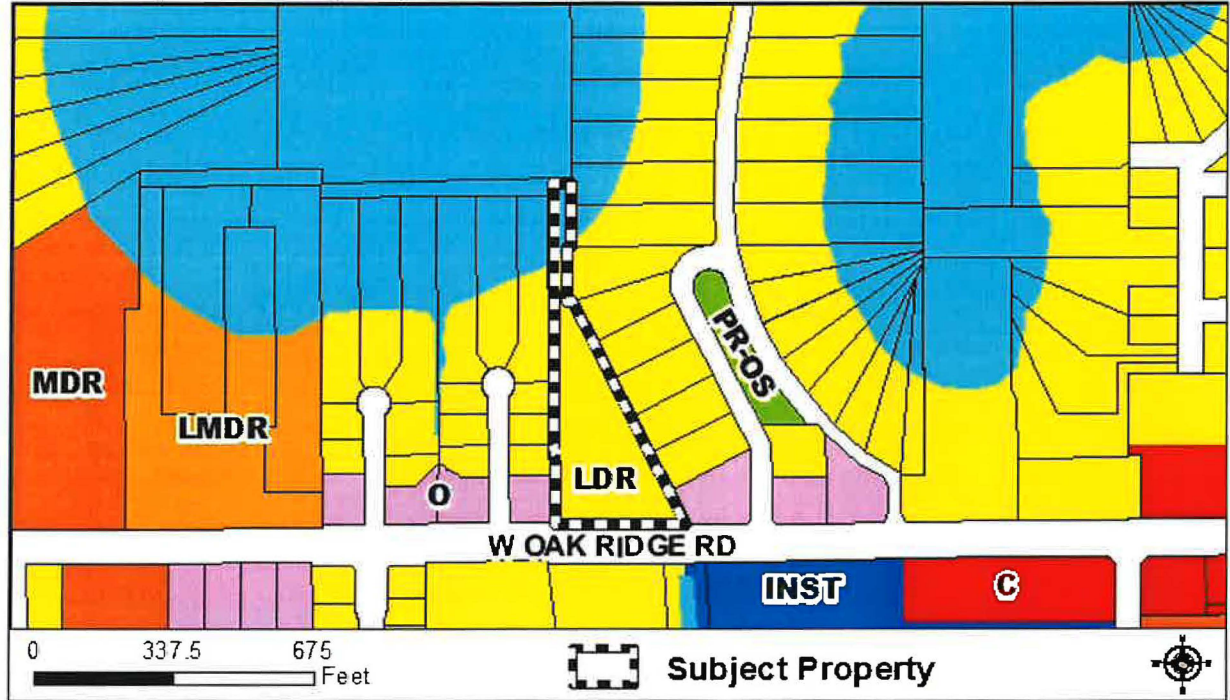 PR-OS
MDR
LMDR
LDR
O
W OAK RIDGE RD
INST
C
0 337.5 675
Feet
Subject Property